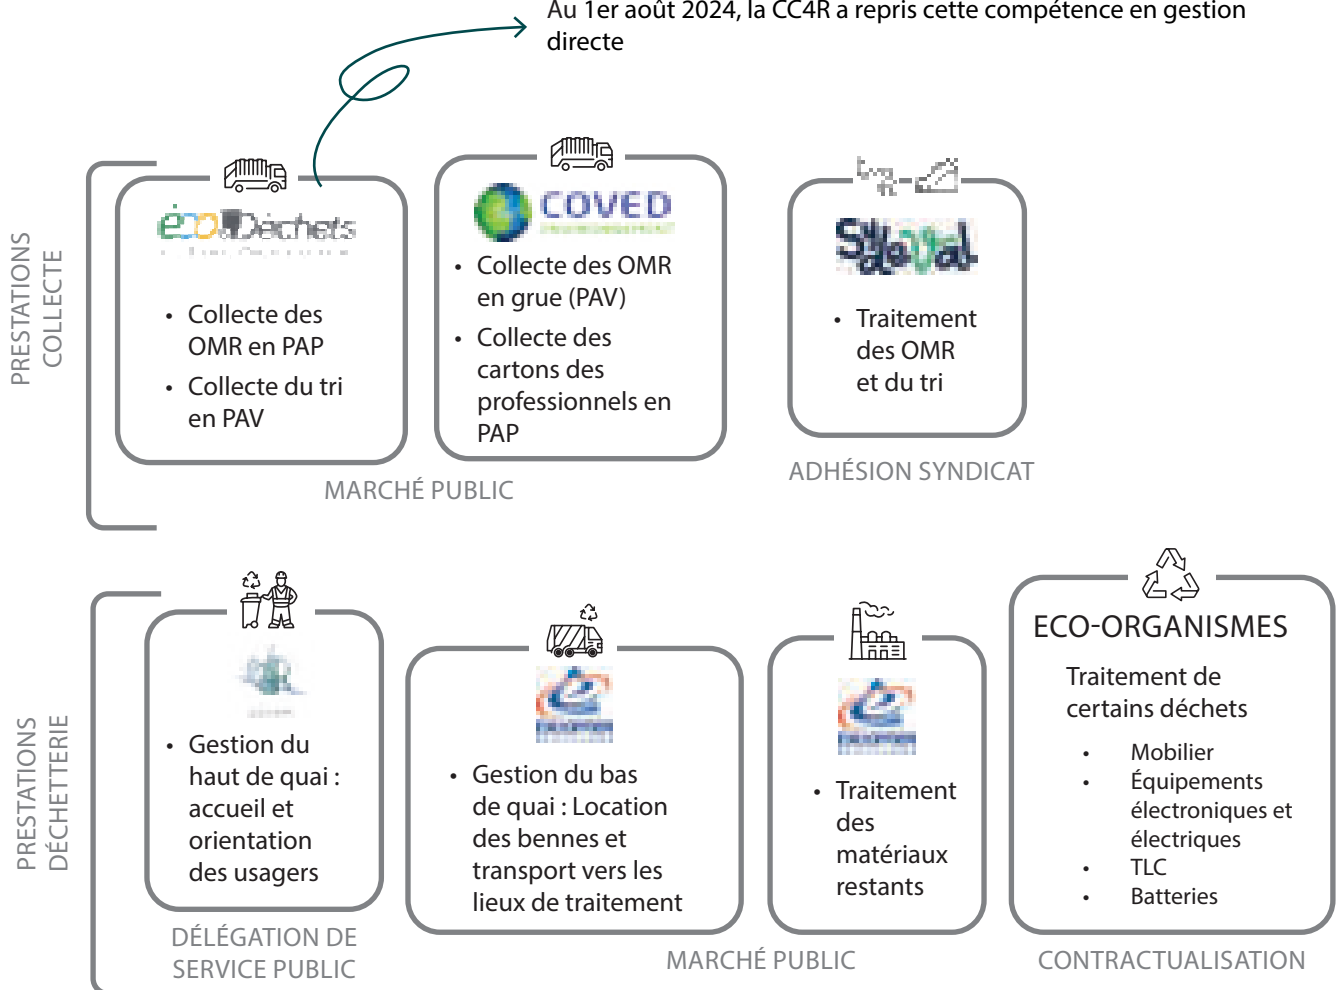 Au 1er août 2024, la CC4R a repris cette compétence en gestion
directe
PRESTATIONS
COLLECTE
éco Déchets
• Collecte des
OMR en PAP
• Collecte du tri
en PAV
COVED
ENVIRONNEMENT
• Collecte des OMR
en grue (PAV)
• Collecte des
cartons des
professionnels en
PAP
MARCHÉ PUBLIC
• Traitement
des OMR
et du tri
ADHÉSION SYNDICAT
PRESTATIONS
DÉCHETTERIE
• Gestion du
haut de quai :
accueil et
orientation
des usagers
DÉLÉGATION DE
SERVICE PUBLIC
• Gestion du bas
de quai : Location
des bennes et
transport vers les
lieux de traitement
• Traitement
des
matériaux
restants
MARCHÉ PUBLIC
ECO-ORGANISMES
Traitement de
certains déchets
• Mobilier
• Équipements
électroniques et
électriques
• TLC
• Batteries
CONTRACTUALISATION